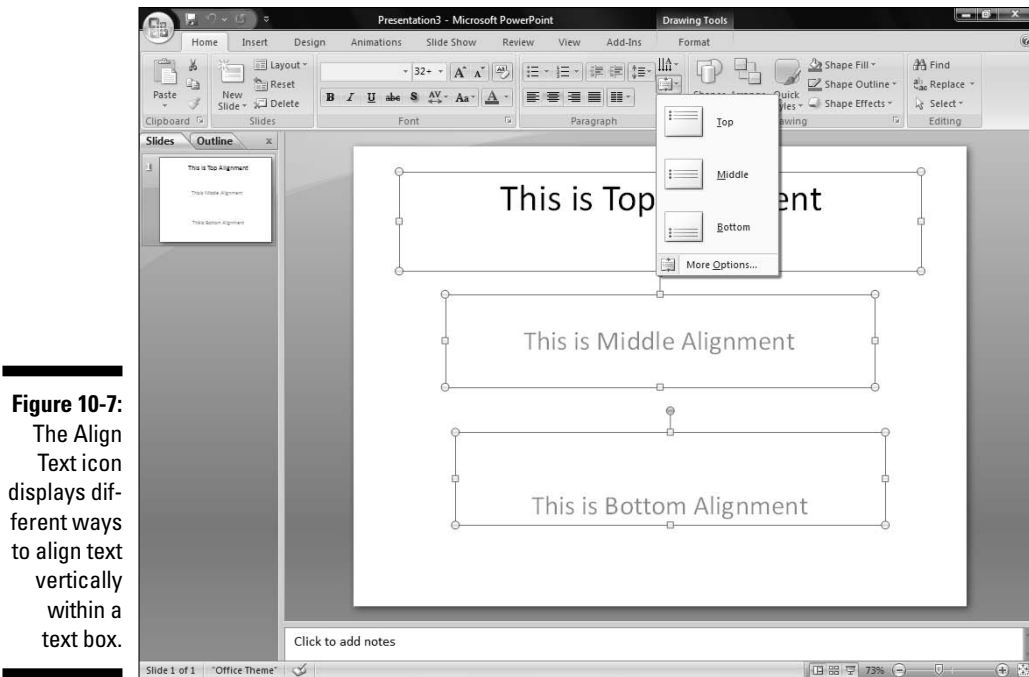 Presentation3 - Microsoft PowerPoint
Drawing Tools
Home Insert Design Animations Slide Show Review View Add-Ins Format
Paste
New Slide
Layout
Reset
Delete
32+
A A
B I U abe S AV Aa A
Quick
Shape Fill
Shape Outline
Shape Effects
Find
Replace
Select
Clipboard Slides Font Paragraph Editing
Slides Outline
1
This is Top Alignment
This is Middle Alignment
This is Bottom Alignment
Top
Middle
Bottom
More Options...
This is Top
This is Middle Alignment
This is Bottom Alignment
Click to add notes
Slide 1 of 1 "Office Theme" 73%
Figure 10-7:
The Align
Text icon
displays dif-
ferent ways
to align text
vertically
within a
text box.